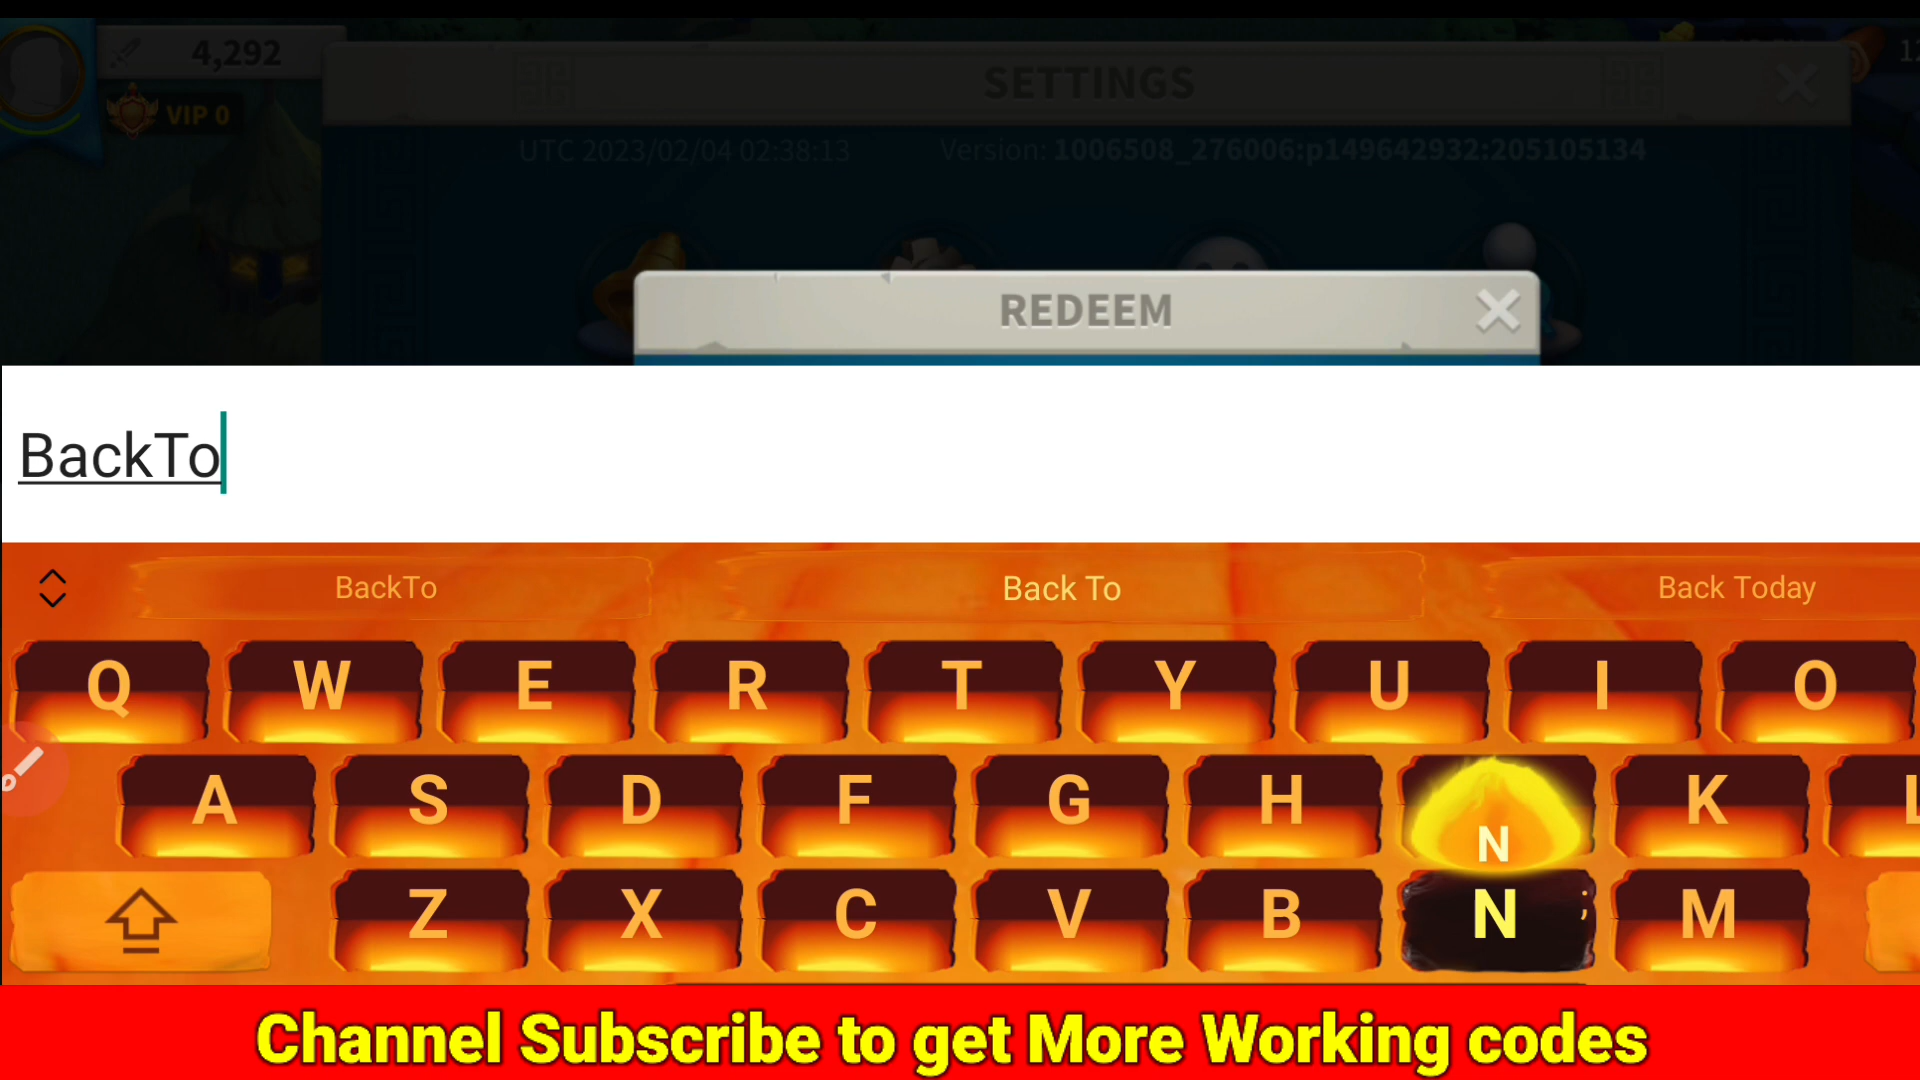 4,292
SETTINGS
VIP 0
UTC 2023/02/04 02:38:13 Version: 1006508_276006:p149642932:205105134
REDEEM
BackTo
BackTo Back To Back Today
Q W E R T Y U I O
A S D F G H N K L
Z X C V B N ; M
Channel Subscribe to get More Working codes